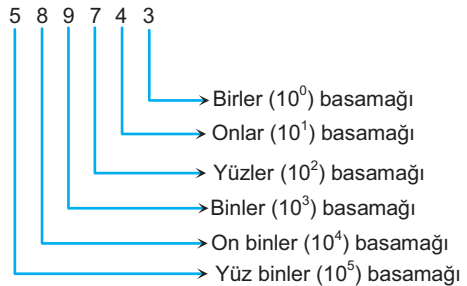 5 8 9 7 4 3
Birler (10⁰) basamağı
Onlar (10¹) basamağı
Yüzler (10²) basamağı
Binler (10³) basamağı
On binler (10⁴) basamağı
Yüz binler (10⁵) basamağı